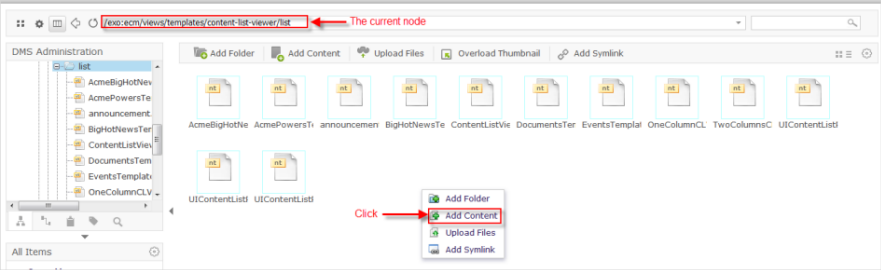 /exo:ecm/views/templates/content-list-viewer/list
The current node
DMS Administration
Add Folder
Add Content
Upload Files
Overload Thumbnail
Add Symlink
list
AcmeBigHotNev
AcmePowersTe
announcement.
BigHotNewsTer
ContentListViev
DocumentsTem
EventsTemplat
OneColumnCLV
nt nt nt nt nt nt nt nt nt nt
AcmeBigHotNe AcmePowersT announcemen BigHotNewsTe ContentListVie DocumentsTer EventsTemplat OneColumnCL TwoColumnsC UIContentListI
nt nt
UIContentListI UIContentListI
Add Folder
Click
Add Content
Upload Files
Add Symlink
All Items